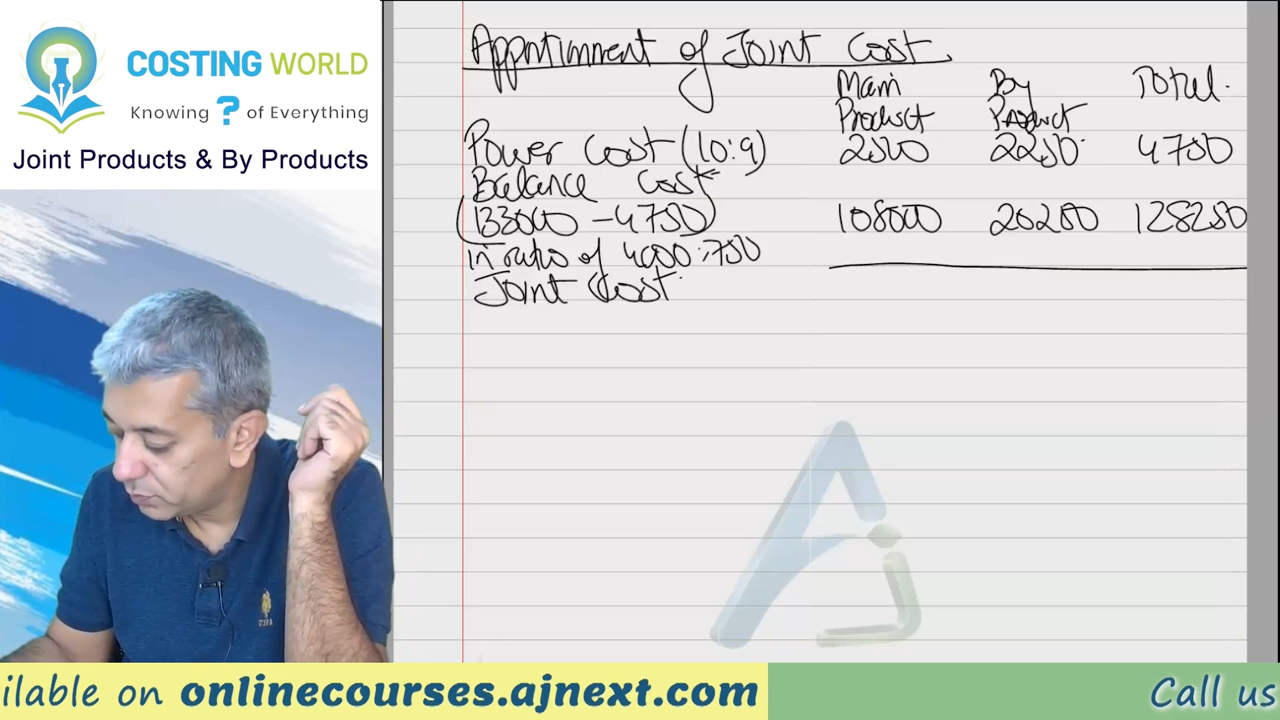 COSTING WORLD
Knowing ? of Everything
Joint Products & By Products
Apportionment of Joint Cost
Main Product By Product Total
Power Cost (10:9) 2500 2250 4750
Balance Cost
(133000 - 4750) 108000 20250 128250
in ratio of 4000:750
Joint Cost
ilable on onlinecourses.ajnext.com
Call us